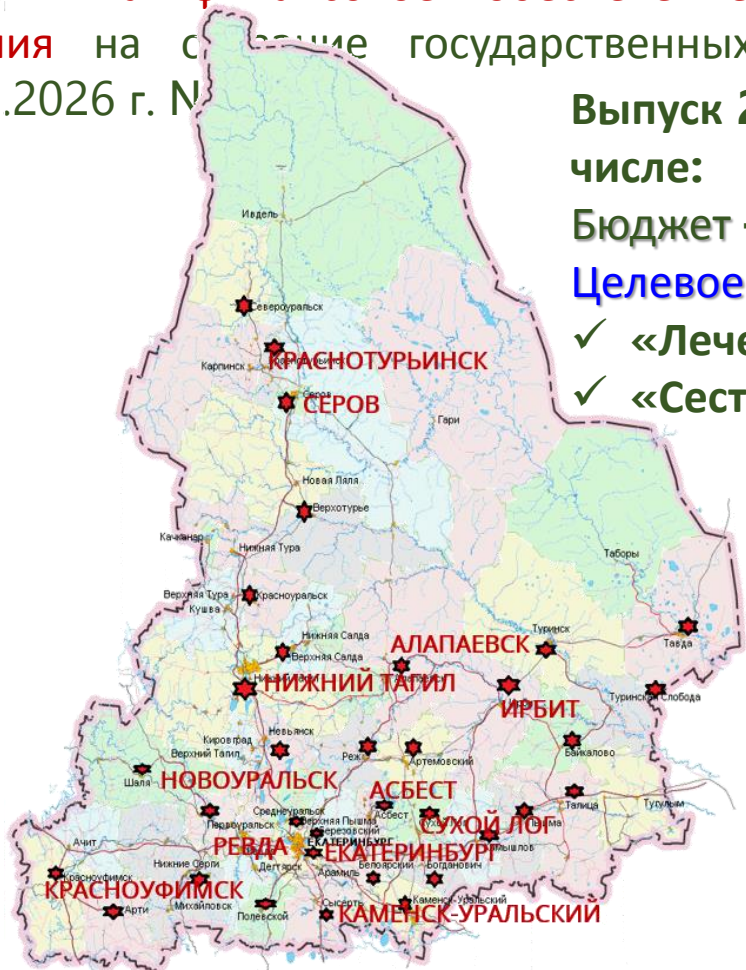 ния на с
государственных
.2026 г. N
Выпуск 2
числе:
Бюджет -
Целевое
✓ «Лече
✓ «Сест
Ивдель
Североуральск
КРАСНОТУРЬИНСК
Карпинск
Серов
СЕРОВ
Гари
Новая Ляля
Верхотурье
Качканар
Нижняя Тура
Таборы
Верхняя Тура
Красноуральск
Кушва
Нижняя Салда
Верхняя Салда
АЛАПАЕВСК
Туринск
Тавда
НИЖНИЙ ТАГИЛ
ИРБИТ
Туринская Слобода
Кировград
Невьянск
Верхний Тагил
Реж
Артемовский
Байкалово
Шаля
НОВОУРАЛЬСК
АСБЕСТ
Асбест
Талица
Тугулым
Первоуральск
Среднеуральск
Верхняя Пышма
СУХОЙ ЛОГ
Березовский
Ачит
РЕВДА
ЕКАТЕРИНБУРГ
ЕКАТЕРИНБУРГ
Красноуфимск
Нижние Серги
Дегтярск
Арамиль
Белоярский
Богданович
КРАСНОУФИМСК
Арти
Михайловск
Полевской
Сысерть
Каменск-Уральский
КАМЕНСК-УРАЛЬСКИЙ